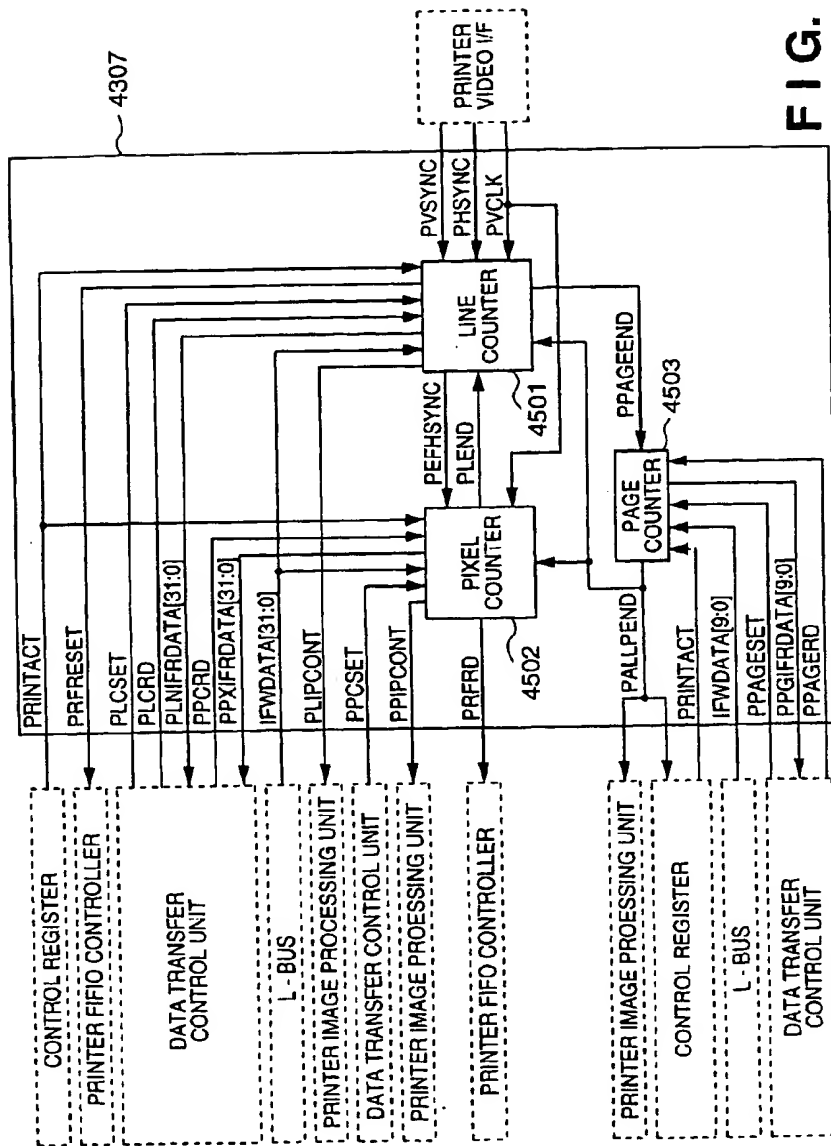 4307
CONTROL REGISTER
PRINTER FIFIO CONTROLLER
DATA TRANSFER
CONTROL UNIT
L - BUS
PRINTER IMAGE PROCESSING UNIT
DATA TRANSFER CONTROL UNIT
PRINTER IMAGE PROESSING UNIT
PRINTER FIFO CONTROLLER
PRINTER IMAGE PROESSING UNIT
CONTROL REGISTER
L - BUS
DATA TRANSFER
CONTROL UNIT
PRINTACT
PRFRESET
PLCSET
PLCRD
PLNIFRDATA[31:0]
PPCRD
PPXIFRDATA[31:0]
IFWDATA[31:0]
PLIPCONT
PPCSET
PPIPCONT
PRFRD
PALLPEND
PRINTACT
IFWDATA[9:0]
PPAGESET
PPGIFRDATA[9:0]
PPAGERD
PIXEL
COUNTER
4502
PEFHSYNC
PLEND
LINE
COUNTER
4501
PPAGEEND
PAGE
COUNTER
4503
PVSYNC
PHSYNC
PVCLK
PRINTER
VIDEO I/F
FIG.